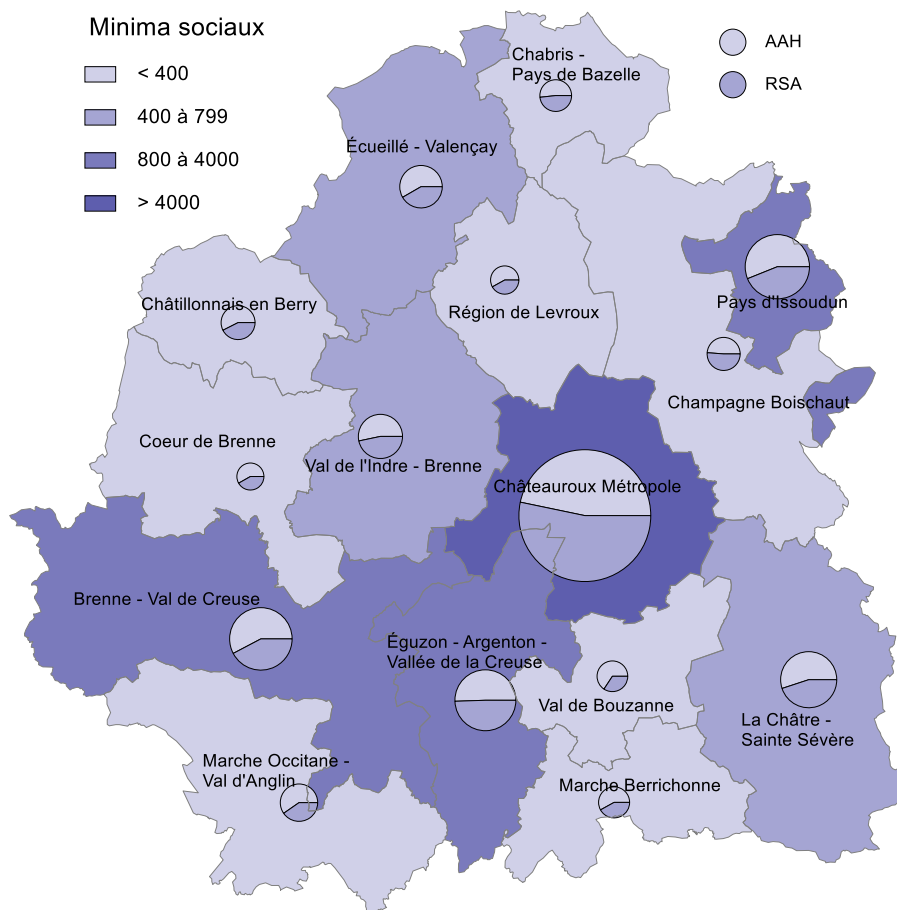 Minima sociaux
< 400
400 à 799
800 à 4000
> 4000
AAH
RSA
Chabris -
Pays de Bazelle
Écueillé - Valençay
Châtillonnais en Berry
Région de Levroux
Pays d'Issoudun
Champagne Boischaut
Coeur de Brenne
Val de l'Indre - Brenne
Châteauroux Métropole
Brenne - Val de Creuse
Éguzon - Argenton -
Vallée de la Creuse
Val de Bouzanne
La Châtre -
Sainte Sévère
Marche Occitane -
Val d'Anglin
Marche Berrichonne